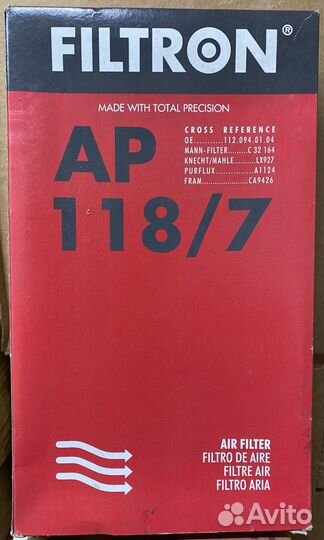 FILTRON®
MADE WITH TOTAL PRECISION
AP
118/7
CROSS REFERENCE
OE...........112.094.01.04
MANN-FILTER........C 32 164
KNECHT/MAHLE.........LX927
PURFLUX...............A1124
FRAM..................CA9426
AIR FILTER
FILTRO DE AIRE
FILTRE AIR
FILTRO ARIA
Avito